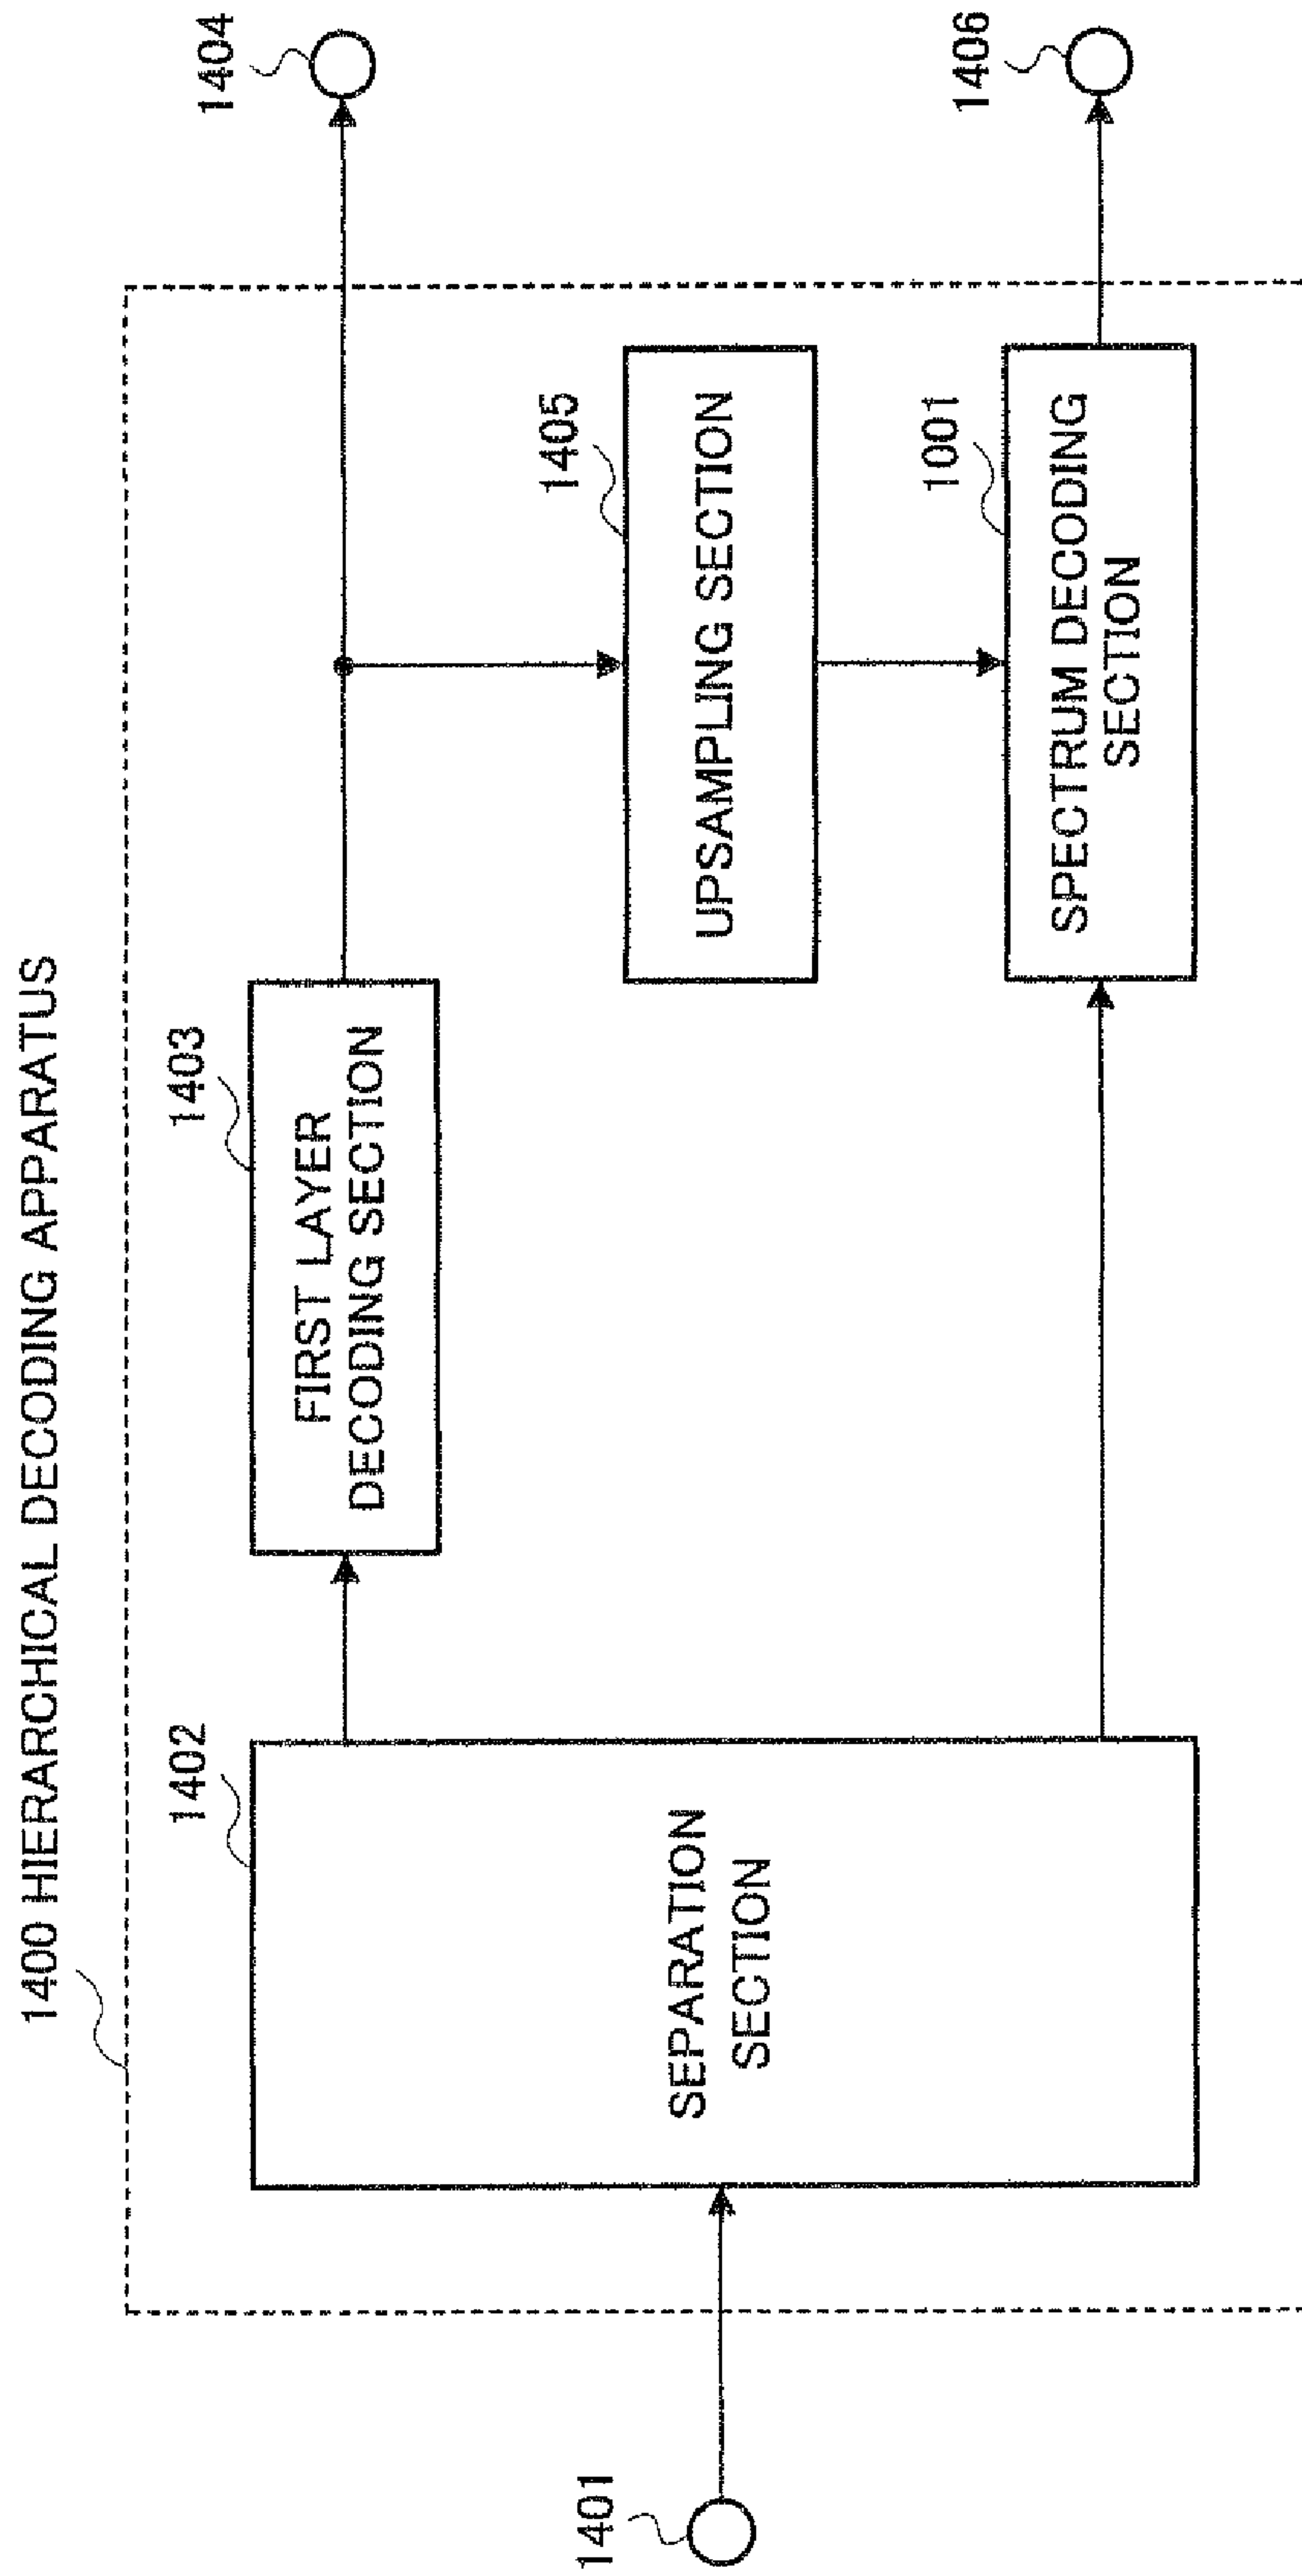 1400 HIERARCHICAL DECODING APPARATUS
1401
1402
SEPARATION
SECTION
1403
FIRST LAYER
DECODING SECTION
1404
1405
UPSAMPLING SECTION
1001
SPECTRUM DECODING
SECTION
1406